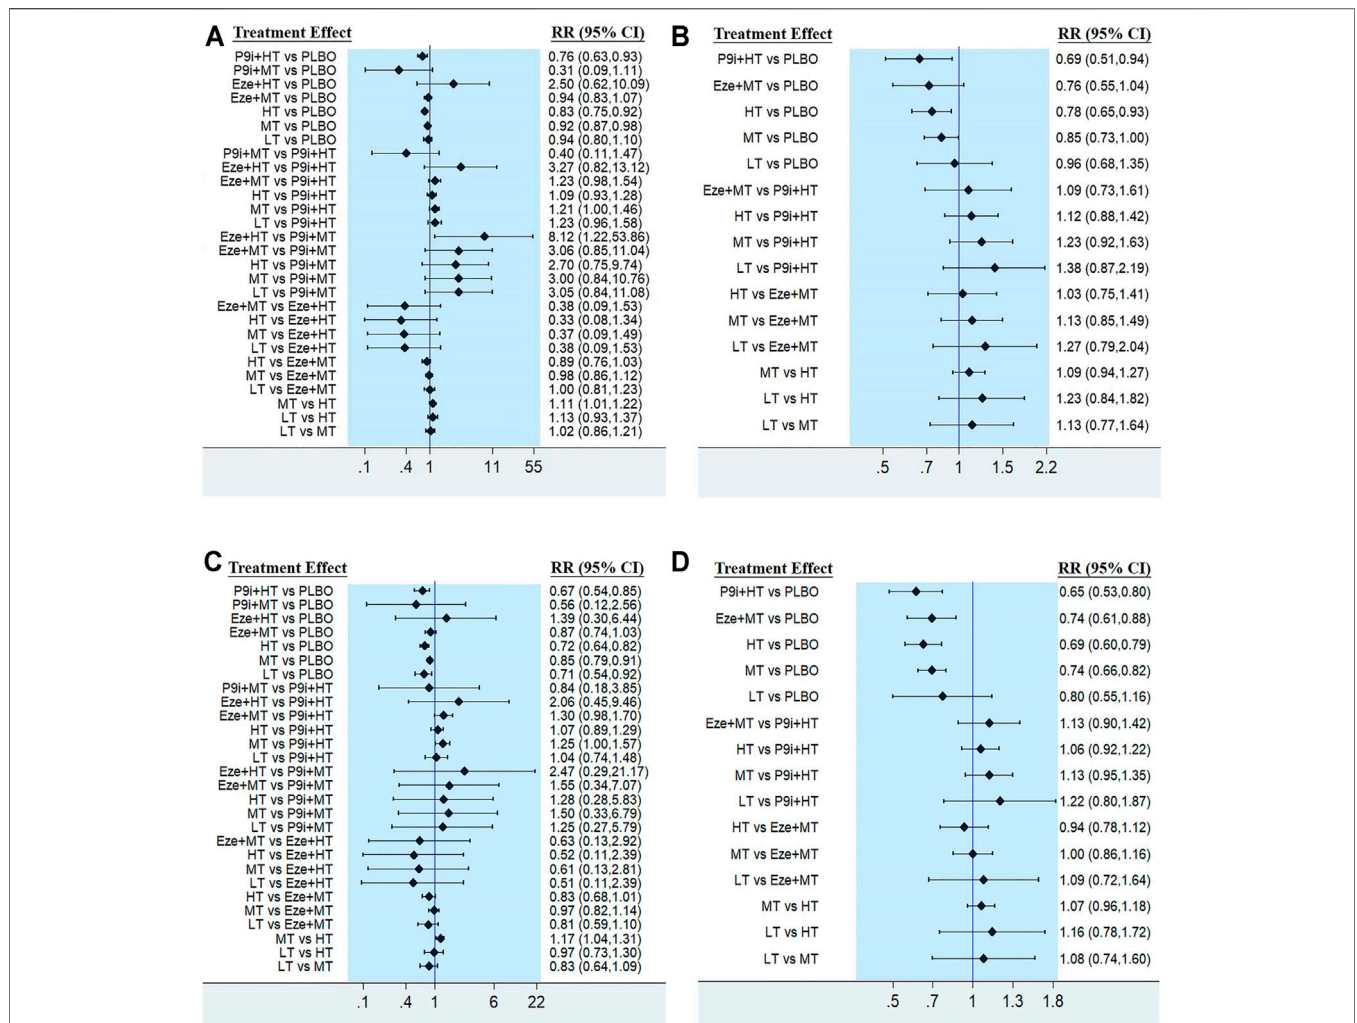 A
Treatment Effect RR (95% CI)
P9i+HT vs PLBO 0.76 (0.63,0.93)
P9i+MT vs PLBO 0.31 (0.09,1.11)
Eze+HT vs PLBO 2.50 (0.62,10.09)
Eze+MT vs PLBO 0.94 (0.83,1.07)
HT vs PLBO 0.83 (0.75,0.92)
MT vs PLBO 0.92 (0.87,0.98)
LT vs PLBO 0.94 (0.80,1.10)
P9i+MT vs P9i+HT 0.40 (0.11,1.47)
Eze+HT vs P9i+HT 3.27 (0.82,13.12)
Eze+MT vs P9i+HT 1.23 (0.98,1.54)
HT vs P9i+HT 1.09 (0.93,1.28)
MT vs P9i+HT 1.21 (1.00,1.46)
LT vs P9i+HT 1.23 (0.96,1.58)
Eze+HT vs P9i+MT 8.12 (1.22,53.86)
Eze+MT vs P9i+MT 3.06 (0.85,11.04)
HT vs P9i+MT 2.70 (0.75,9.74)
MT vs P9i+MT 3.00 (0.84,10.76)
LT vs P9i+MT 3.05 (0.84,11.08)
Eze+MT vs Eze+HT 0.38 (0.09,1.53)
HT vs Eze+HT 0.33 (0.08,1.34)
MT vs Eze+HT 0.37 (0.09,1.49)
LT vs Eze+HT 0.38 (0.09,1.53)
HT vs Eze+MT 0.89 (0.76,1.03)
MT vs Eze+MT 0.98 (0.86,1.12)
LT vs Eze+MT 1.00 (0.81,1.23)
MT vs HT 1.11 (1.01,1.22)
LT vs HT 1.13 (0.93,1.37)
LT vs MT 1.02 (0.86,1.21)
.1 .4 1 11 55
B
Treatment Effect RR (95% CI)
P9i+HT vs PLBO 0.69 (0.51,0.94)
Eze+MT vs PLBO 0.76 (0.55,1.04)
HT vs PLBO 0.78 (0.65,0.93)
MT vs PLBO 0.85 (0.73,1.00)
LT vs PLBO 0.96 (0.68,1.35)
Eze+MT vs P9i+HT 1.09 (0.73,1.61)
HT vs P9i+HT 1.12 (0.88,1.42)
MT vs P9i+HT 1.23 (0.92,1.63)
LT vs P9i+HT 1.38 (0.87,2.19)
HT vs Eze+MT 1.03 (0.75,1.41)
MT vs Eze+MT 1.13 (0.85,1.49)
LT vs Eze+MT 1.27 (0.79,2.04)
MT vs HT 1.09 (0.94,1.27)
LT vs HT 1.23 (0.84,1.82)
LT vs MT 1.13 (0.77,1.64)
.5 .7 1 1.5 2.2
C
Treatment Effect RR (95% CI)
P9i+HT vs PLBO 0.67 (0.54,0.85)
P9i+MT vs PLBO 0.56 (0.12,2.56)
Eze+HT vs PLBO 1.39 (0.30,6.44)
Eze+MT vs PLBO 0.87 (0.74,1.03)
HT vs PLBO 0.72 (0.64,0.82)
MT vs PLBO 0.85 (0.79,0.91)
LT vs PLBO 0.71 (0.54,0.92)
P9i+MT vs P9i+HT 0.84 (0.18,3.85)
Eze+HT vs P9i+HT 2.06 (0.45,9.46)
Eze+MT vs P9i+HT 1.30 (0.98,1.70)
HT vs P9i+HT 1.07 (0.89,1.29)
MT vs P9i+HT 1.25 (1.00,1.57)
LT vs P9i+HT 1.04 (0.74,1.48)
Eze+HT vs P9i+MT 2.47 (0.29,21.17)
Eze+MT vs P9i+MT 1.55 (0.34,7.07)
HT vs P9i+MT 1.28 (0.28,5.83)
MT vs P9i+MT 1.50 (0.33,6.79)
LT vs P9i+MT 1.25 (0.27,5.79)
Eze+MT vs Eze+HT 0.63 (0.13,2.92)
HT vs Eze+HT 0.52 (0.11,2.39)
MT vs Eze+HT 0.61 (0.13,2.81)
LT vs Eze+HT 0.51 (0.11,2.39)
HT vs Eze+MT 0.83 (0.68,1.01)
MT vs Eze+MT 0.97 (0.82,1.14)
LT vs Eze+MT 0.81 (0.59,1.10)
MT vs HT 1.17 (1.04,1.31)
LT vs HT 0.97 (0.73,1.30)
LT vs MT 0.83 (0.64,1.09)
.1 .4 1 6 22
D
Treatment Effect RR (95% CI)
P9i+HT vs PLBO 0.65 (0.53,0.80)
Eze+MT vs PLBO 0.74 (0.61,0.88)
HT vs PLBO 0.69 (0.60,0.79)
MT vs PLBO 0.74 (0.66,0.82)
LT vs PLBO 0.80 (0.55,1.16)
Eze+MT vs P9i+HT 1.13 (0.90,1.42)
HT vs P9i+HT 1.06 (0.92,1.22)
MT vs P9i+HT 1.13 (0.95,1.35)
LT vs P9i+HT 1.22 (0.80,1.87)
HT vs Eze+MT 0.94 (0.78,1.12)
MT vs Eze+MT 1.00 (0.86,1.16)
LT vs Eze+MT 1.09 (0.72,1.64)
MT vs HT 1.07 (0.96,1.18)
LT vs HT 1.16 (0.78,1.72)
LT vs MT 1.08 (0.74,1.60)
.5 .7 1 1.3 1.8